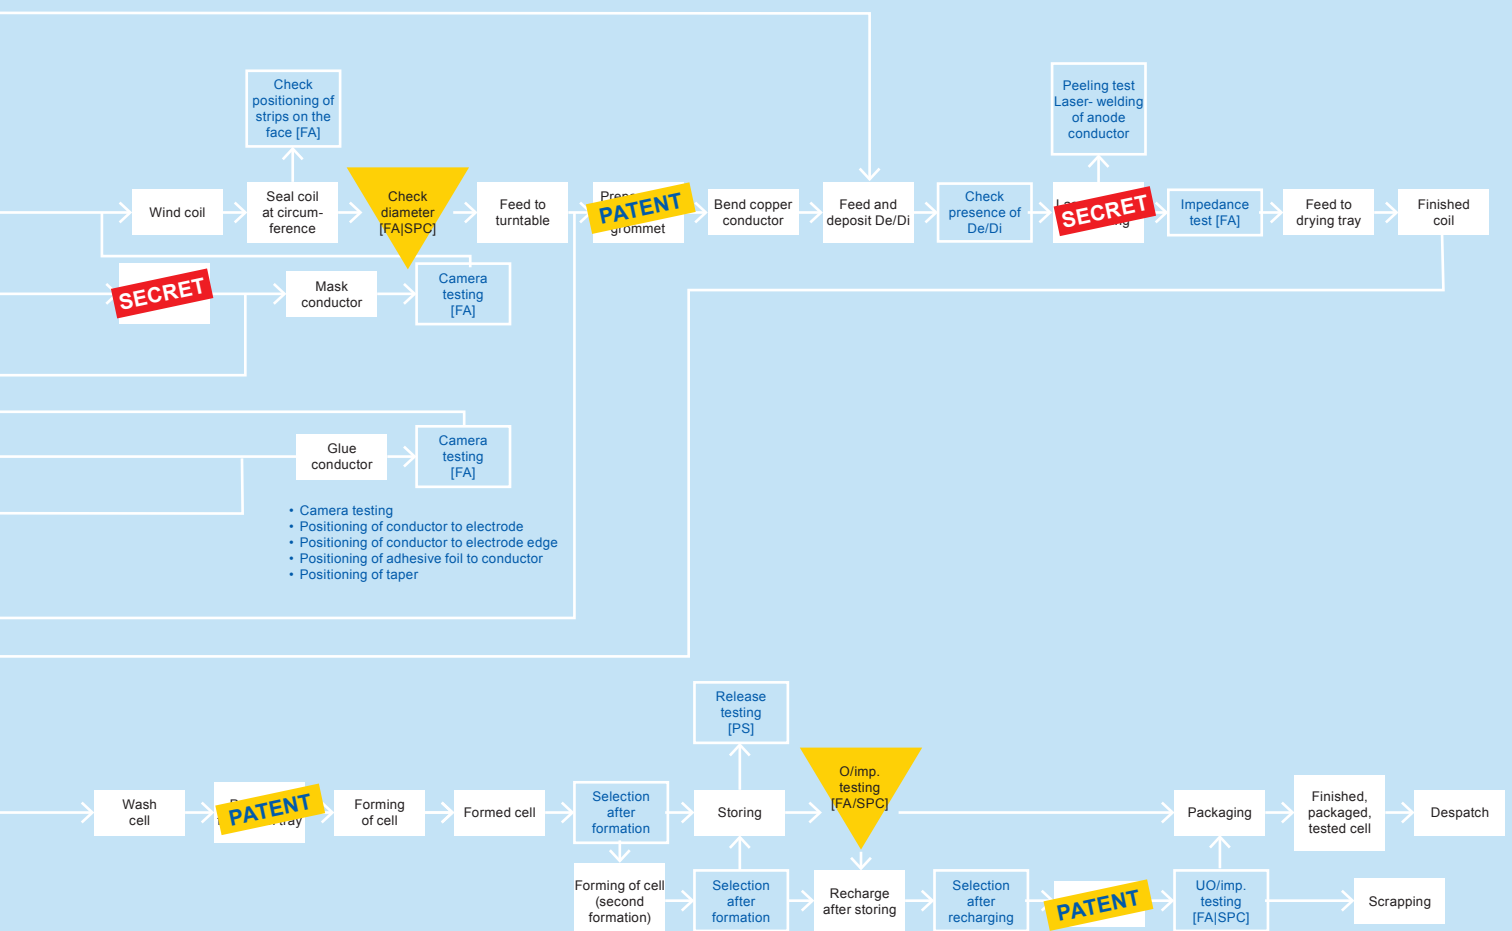 Check
positioning of
strips on the
face [FA]
Peeling test
Laser- welding
of anode
conductor
Wind coil
Seal coil
at circum-
ference
Check
diameter
[FA|SPC]
Feed to
turntable
PATENT
grommet
Bend copper
conductor
Feed and
deposit De/Di
Check
presence of
De/Di
SECRET
Impedance
test [FA]
Feed to
drying tray
Finished
coil
SECRET
Mask
conductor
Camera
testing
[FA]
Glue
conductor
Camera
testing
[FA]
• Camera testing
• Positioning of conductor to electrode
• Positioning of conductor to electrode edge
• Positioning of adhesive foil to conductor
• Positioning of taper
Release
testing
[PS]
Wash
cell
PATENT
tray
Forming
of cell
Formed cell
Selection
after
formation
Storing
O/imp.
testing
[FA/SPC]
Packaging
Finished,
packaged,
tested cell
Despatch
Forming of cell
(second
formation)
Selection
after
formation
Recharge
after storing
Selection
after
recharging
PATENT
UO/imp.
testing
[FA|SPC]
Scrapping